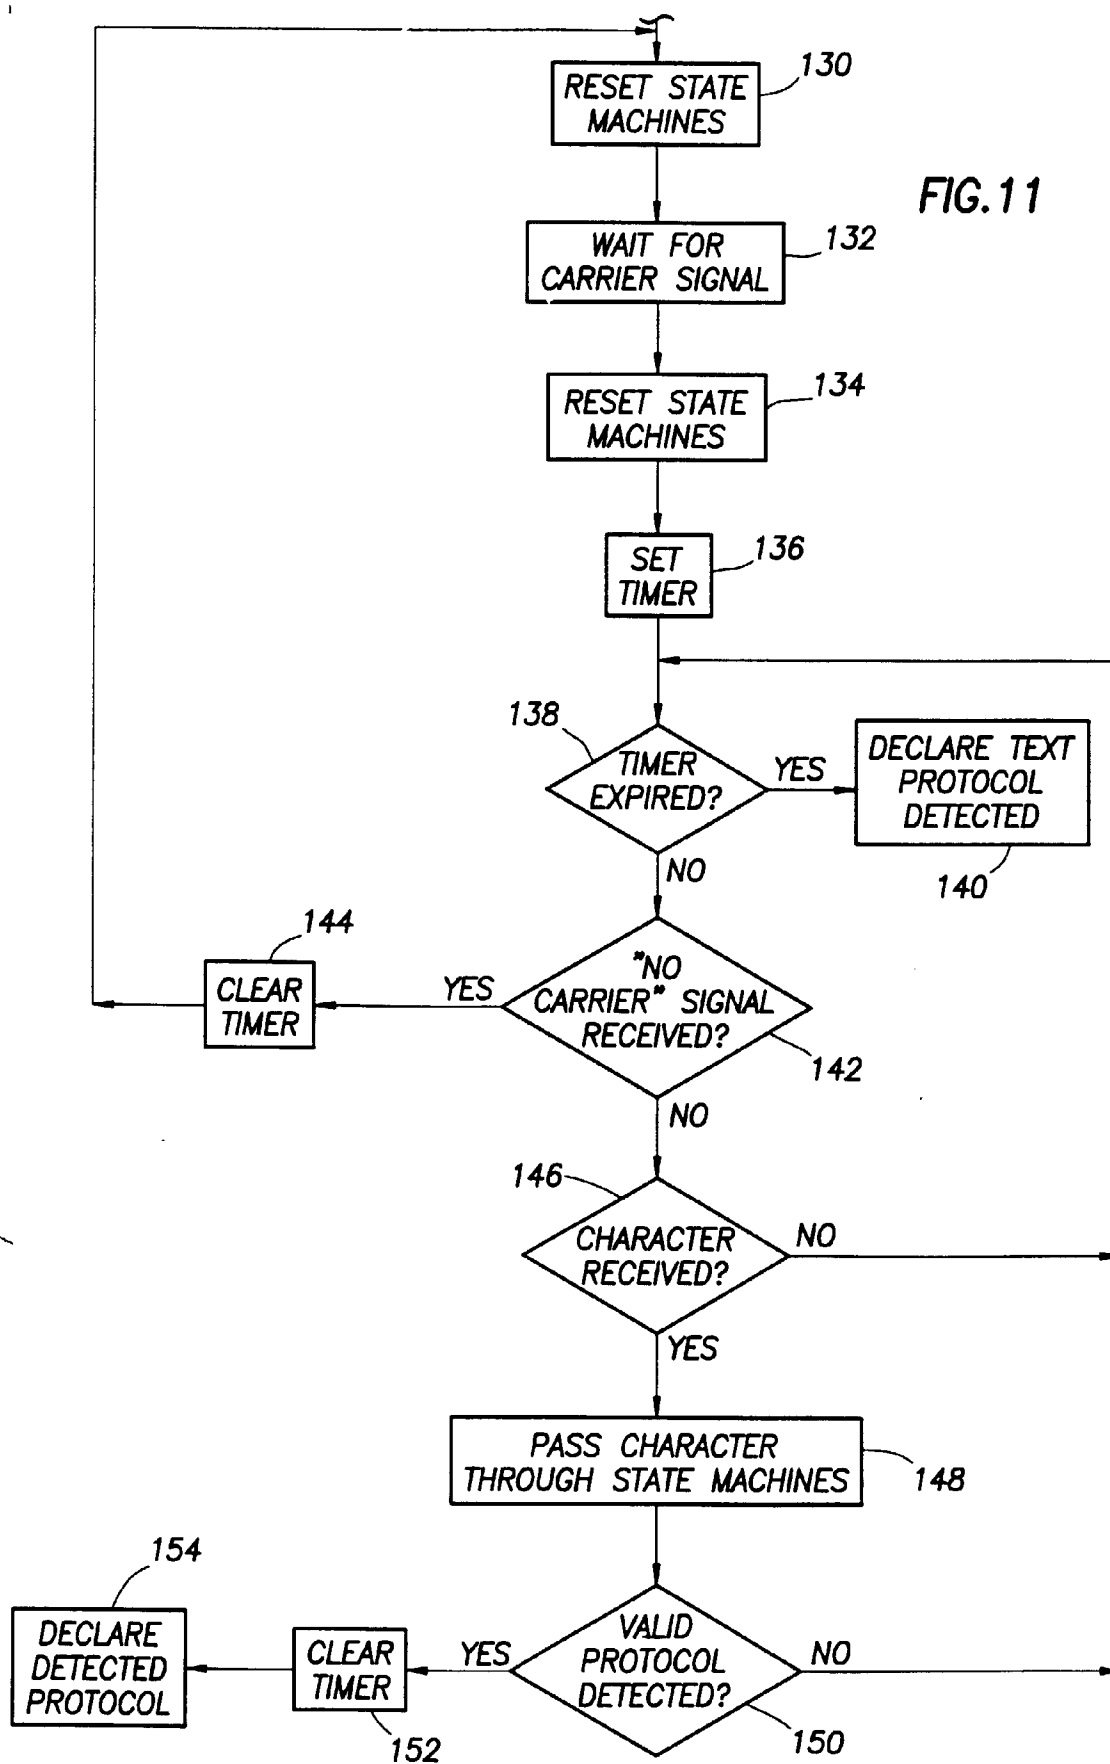 130
RESET STATE
MACHINES
FIG.11
132
WAIT FOR
CARRIER SIGNAL
134
RESET STATE
MACHINES
136
SET
TIMER
138
TIMER
EXPIRED?
YES
DECLARE TEXT
PROTOCOL
DETECTED
140
NO
144
CLEAR
TIMER
YES
"NO
CARRIER" SIGNAL
RECEIVED?
142
NO
146
CHARACTER
RECEIVED?
NO
YES
PASS CHARACTER
THROUGH STATE MACHINES
148
154
DECLARE
DETECTED
PROTOCOL
CLEAR
TIMER
152
YES
VALID
PROTOCOL
DETECTED?
NO
150